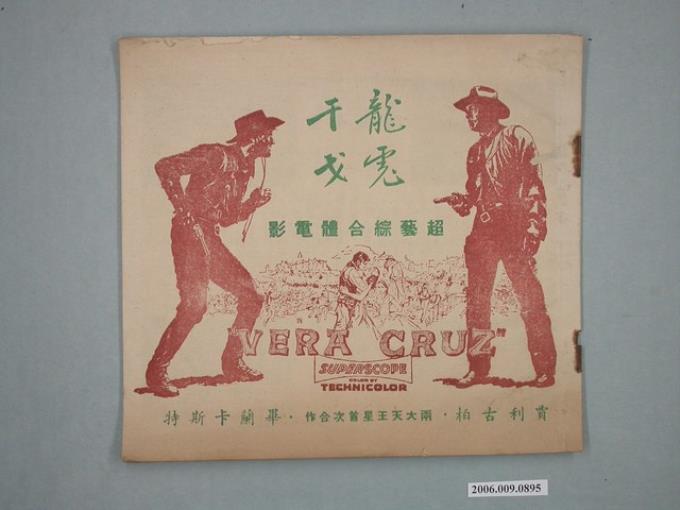 龍虎
干戈
超藝綜合體電影
"VERA CRUZ"
SUPERSCOPE
COLOR BY
TECHNICOLOR
賈利古柏・兩大天王星首次合作・畢蘭卡斯特
2006.009.0895